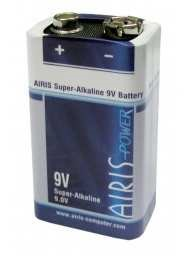 + −
AIRIS Super-Alkaline 9V Battery
AIRIS POWER
9V
Super-Alkaline
9.0V
www.airis-computer.com